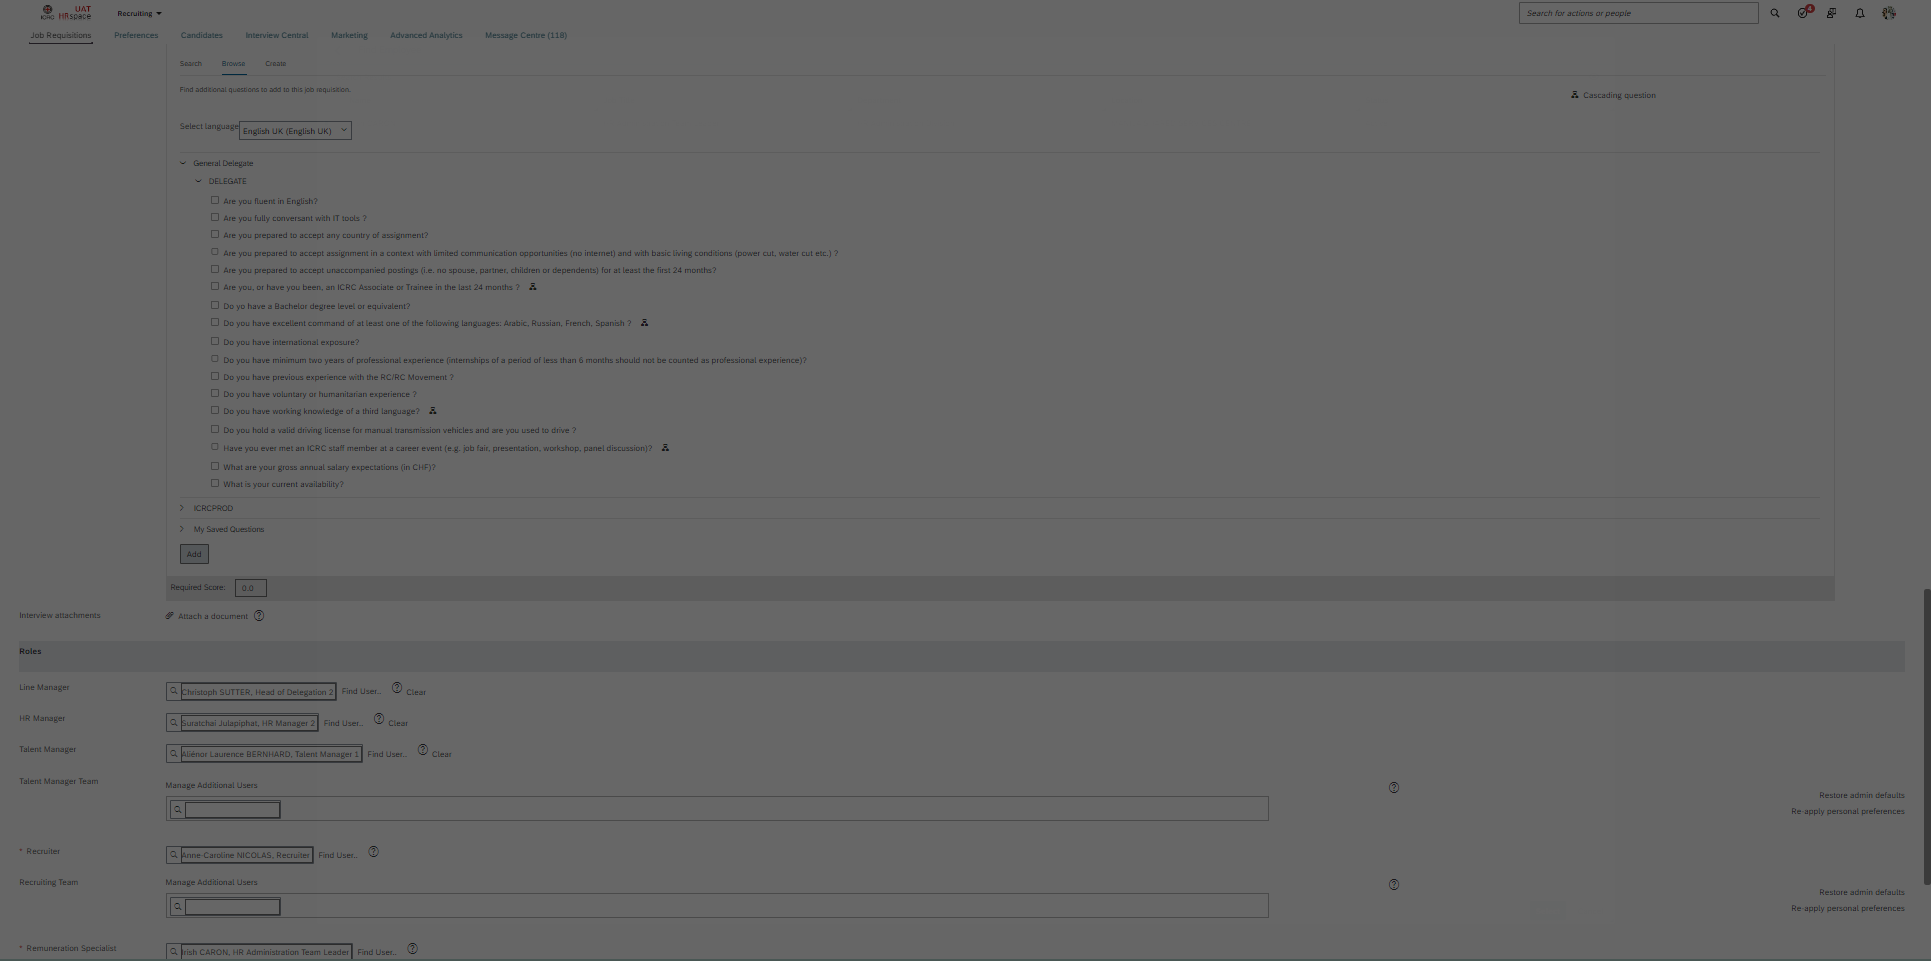 UAT
ICRC HRspace
Recruiting
Search for actions or people
4
Job Requisitions Preferences Candidates Interview Central Marketing Advanced Analytics Message Centre (118)
Search Browse Create
Find additional questions to add to this job requisition.
Cascading question
Select language English UK (English UK)
General Delegate
DELEGATE
Are you fluent in English?
Are you fully conversant with IT tools ?
Are you prepared to accept any country of assignment?
Are you prepared to accept assignment in a context with limited communication opportunities (no internet) and with basic living conditions (power cut, water cut etc.) ?
Are you prepared to accept unaccompanied postings (i.e. no spouse, partner, children or dependents) for at least the first 24 months?
Are you, or have you been, an ICRC Associate or Trainee in the last 24 months ?
Do yo have a Bachelor degree level or equivalent?
Do you have excellent command of at least one of the following languages: Arabic, Russian, French, Spanish ?
Do you have international exposure?
Do you have minimum two years of professional experience (internships of a period of less than 6 months should not be counted as professional experience)?
Do you have previous experience with the RC/RC Movement ?
Do you have voluntary or humanitarian experience ?
Do you have working knowledge of a third language?
Do you hold a valid driving license for manual transmission vehicles and are you used to drive ?
Have you ever met an ICRC staff member at a career event (e.g. job fair, presentation, workshop, panel discussion)?
What are your gross annual salary expectations (in CHF)?
What is your current availability?
ICRCPROD
My Saved Questions
Add
Required Score: 0.0
Interview attachments Attach a document
Roles
Line Manager Christoph SUTTER, Head of Delegation 2 Find User.. Clear
HR Manager Suratchai Julapiphat, HR Manager 2 Find User.. Clear
Talent Manager Aliénor Laurence BERNHARD, Talent Manager 1 Find User.. Clear
Talent Manager Team Manage Additional Users
Restore admin defaults
Re-apply personal preferences
* Recruiter Anne-Caroline NICOLAS, Recruiter Find User..
Recruiting Team Manage Additional Users
Restore admin defaults
Re-apply personal preferences
* Remuneration Specialist Irish CARON, HR Administration Team Leader Find User..